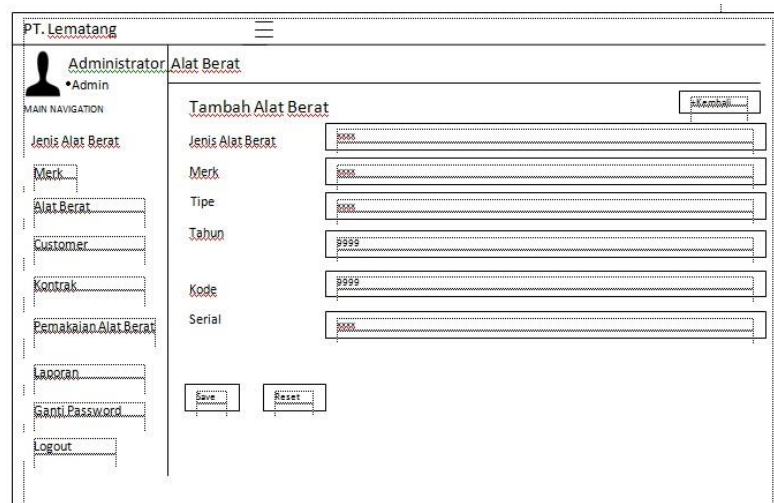 PT. Lematang
Administrator
•Admin
MAIN NAVIGATION
Jenis Alat Berat
Merk
Alat Berat
Customer
Kontrak
Pemakaian Alat Berat
Laporan
Ganti Password
Logout
Alat Berat
Tambah Alat Berat
+Kembali
Jenis Alat Berat xxxx
Merk xxxx
Tipe xxxx
Tahun 9999
Kode 9999
Serial xxxx
Save Reset